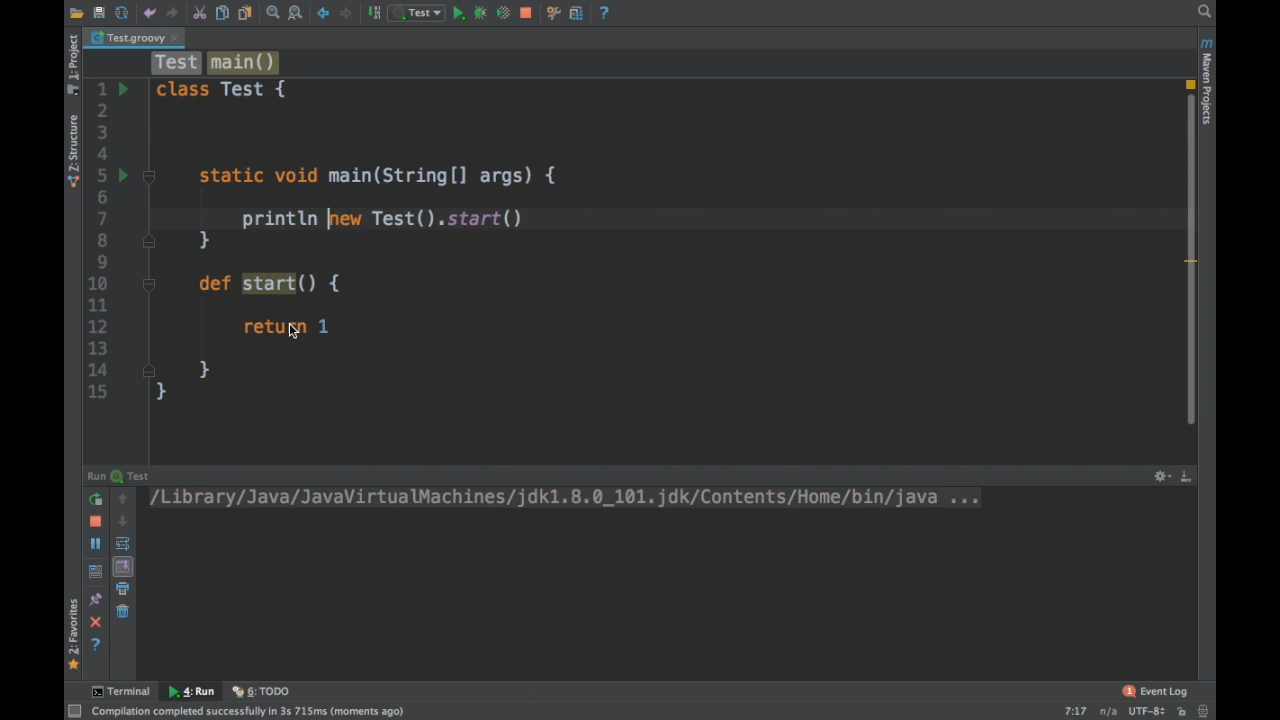 Test
Test.groovy
1: Project
Test main()
1 class Test {
2
3
4
5 static void main(String[] args) {
6
7 println new Test().start()
8 }
9
10 def start() {
11
12 return 1
13
14 }
15 }
Maven Projects
Z: Structure
2: Favorites
Run Test
/Library/Java/JavaVirtualMachines/jdk1.8.0_101.jdk/Contents/Home/bin/java ...
Terminal 4: Run 6: TODO 1 Event Log
Compilation completed successfully in 3s 715ms (moments ago) 7:17 n/a UTF-8